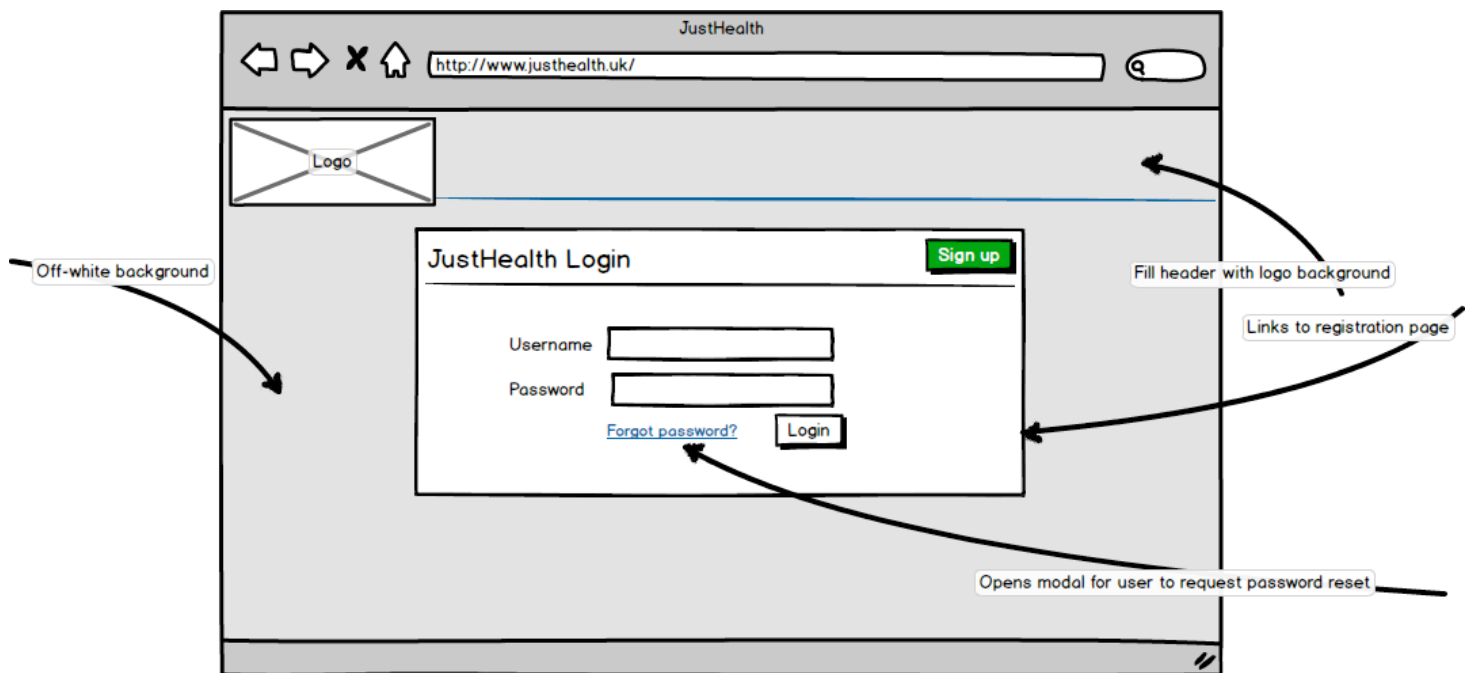 JustHealth
http://www.justhealth.uk/
Logo
JustHealth Login
Sign up
Off-white background
Fill header with logo background
Links to registration page
Username
Password
Forgot password?
Login
Opens modal for user to request password reset